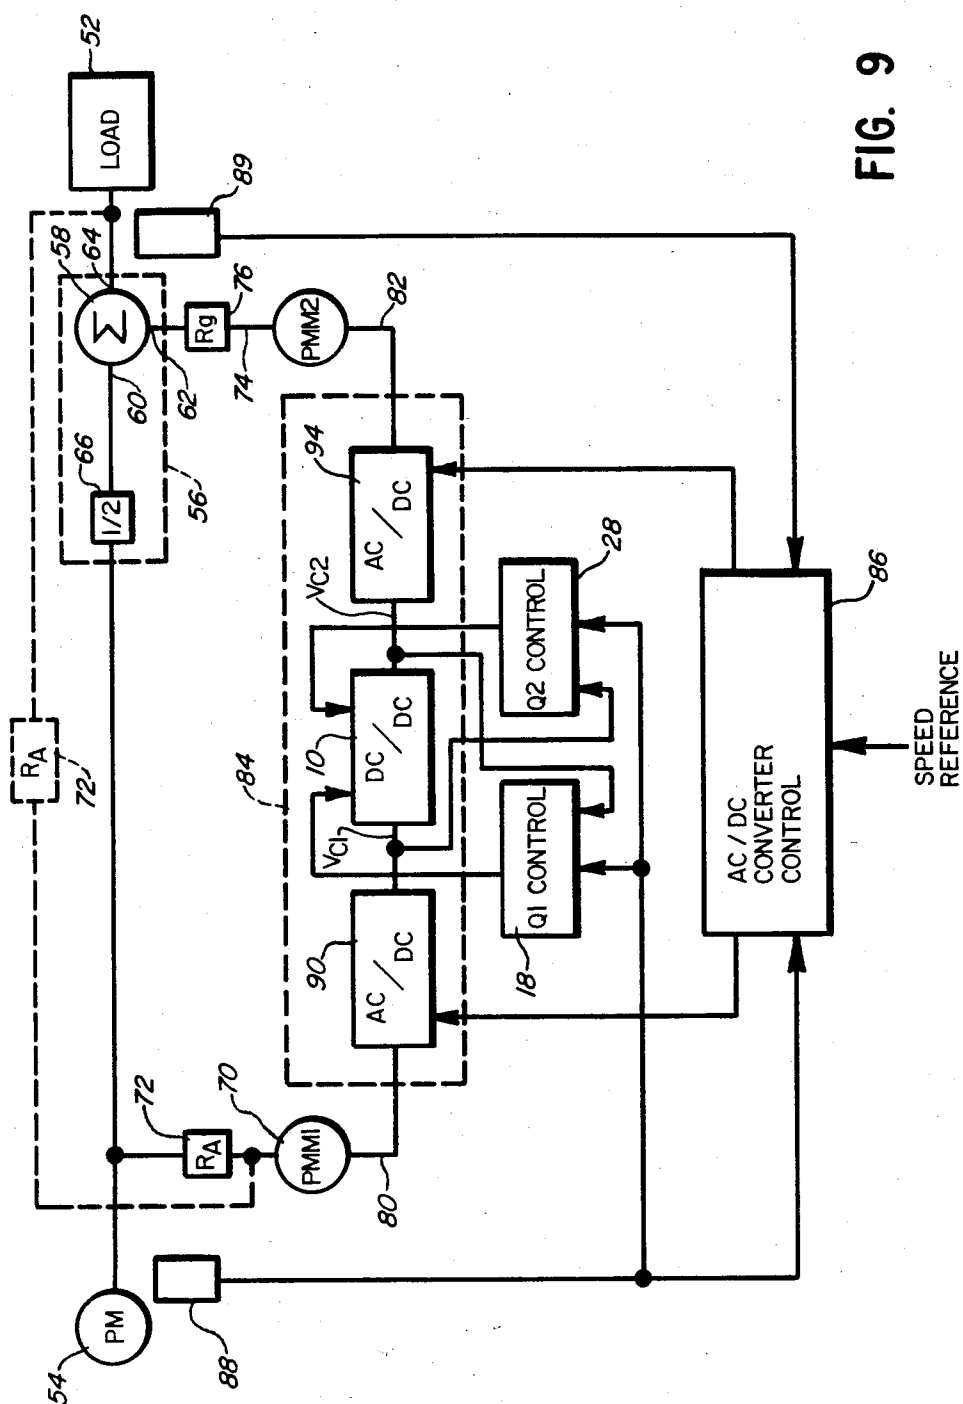 52
LOAD
89
58
64
Σ
76
Rg
60
62
74
PMM2
82
66
1/2
56
RA
72
94
AC / DC
VC2
84
10
DC / DC
VC1
90
AC / DC
28
Q2 CONTROL
Q1 CONTROL
18
72
RA
70
PMM1
80
54
PM
88
86
AC/DC
CONVERTER
CONTROL
SPEED
REFERENCE
FIG. 9